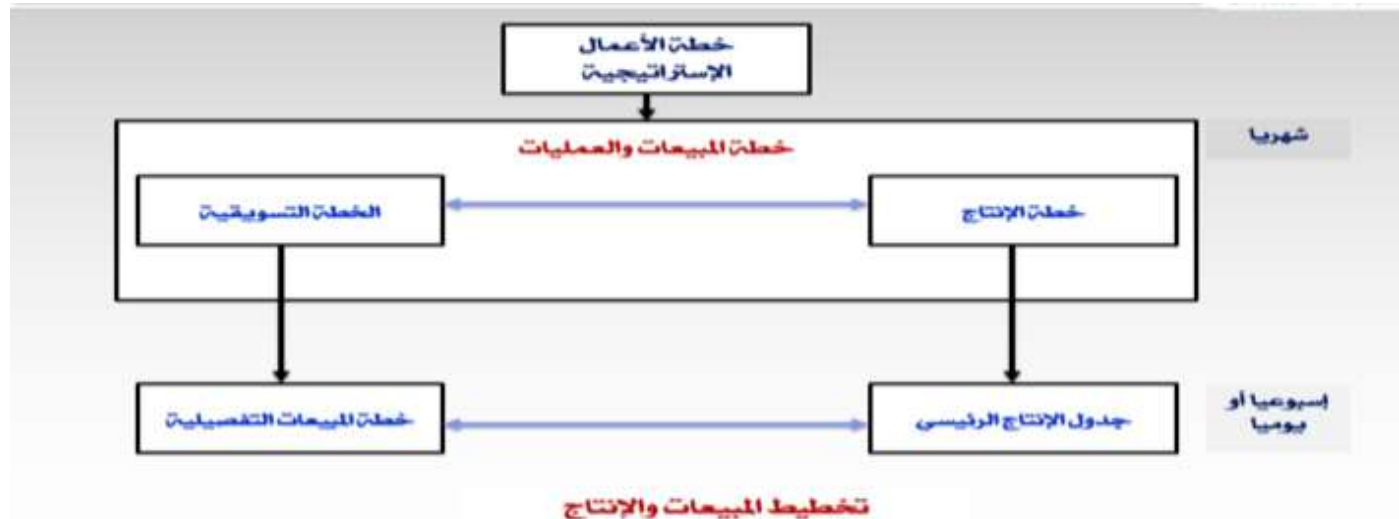 خطة الأعمال
الإستراتيجية
شهريا
خطة المبيعات والعمليات
خطة الإنتاج
الخطة التسويقية
إسبوعيا أو
يوميا
جدول الإنتاج الرئيسى
خطة المبيعات التفصيلية
تخطيط المبيعات والإنتاج